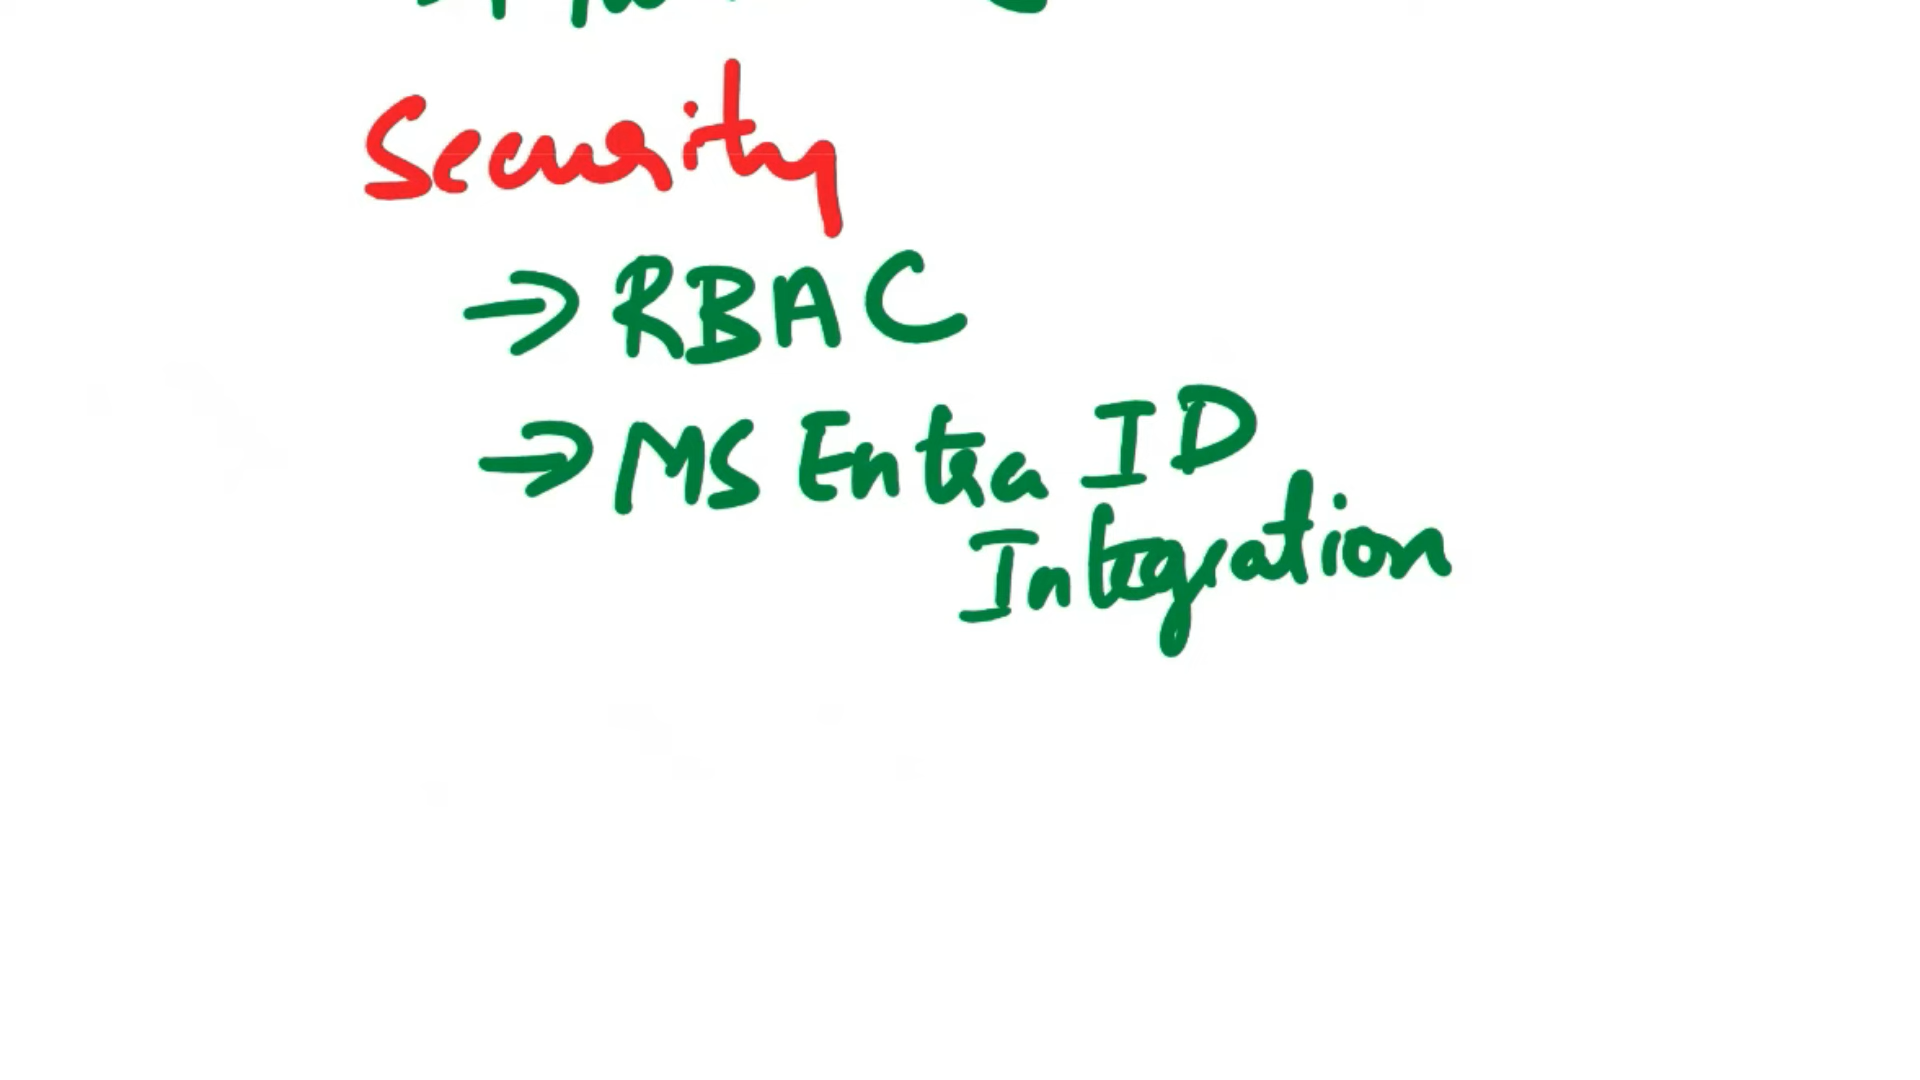 Security
→ RBAC
→ MS Entra ID
Integration